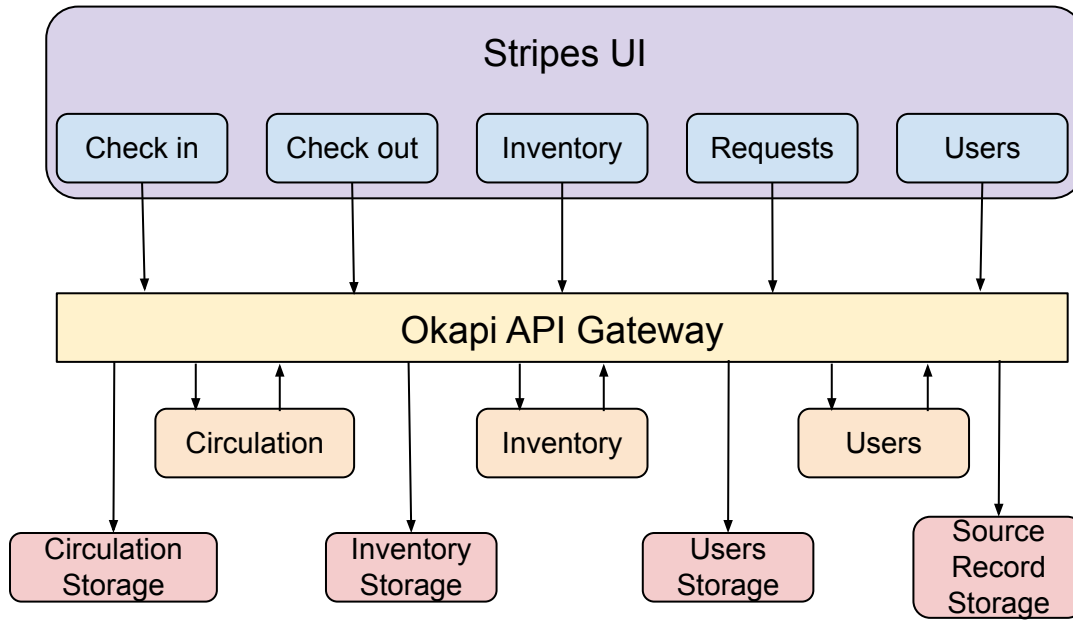 Stripes UI
Check in
Check out
Inventory
Requests
Users
Okapi API Gateway
Circulation
Inventory
Users
Circulation
Storage
Inventory
Storage
Users
Storage
Source
Record
Storage